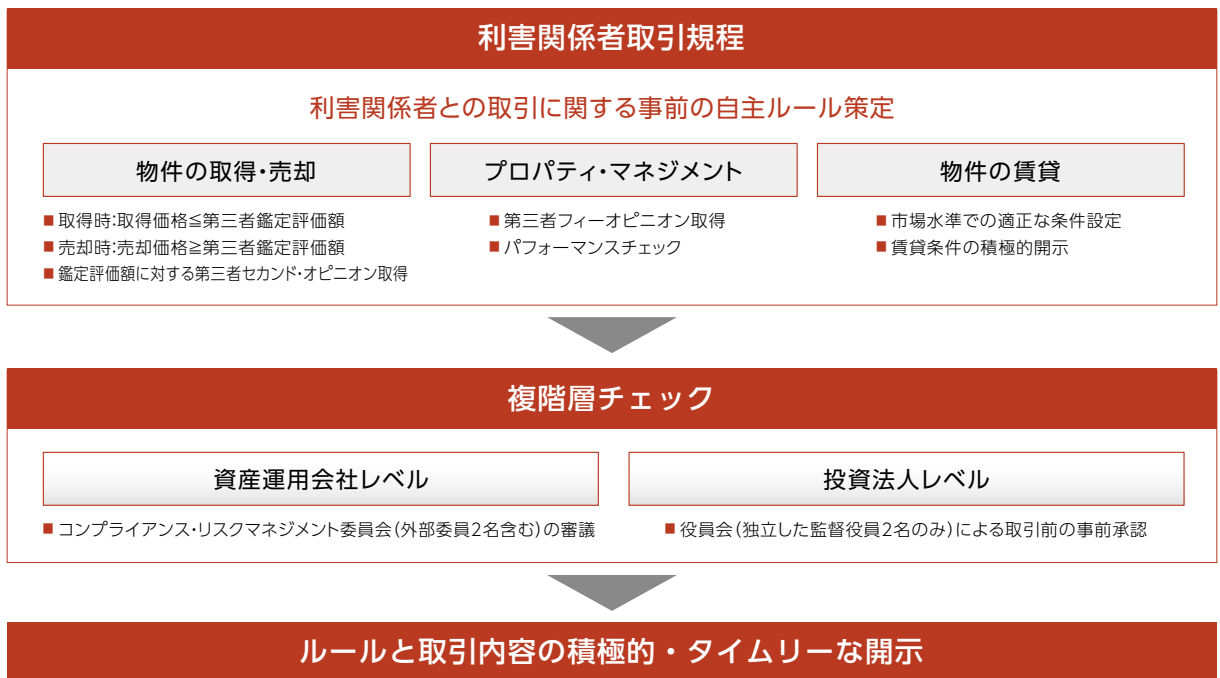 利害関係者取引規程
利害関係者との取引に関する事前の自主ルール策定
物件の取得・売却
■取得時:取得価格≦第三者鑑定評価額
■売却時:売却価格≧第三者鑑定評価額
■鑑定評価額に対する第三者セカンド・オピニオン取得
プロパティ・マネジメント
■第三者フィーオピニオン取得
■パフォーマンスチェック
物件の賃貸
■市場水準での適正な条件設定
■賃貸条件の積極的開示
複階層チェック
資産運用会社レベル
■コンプライアンス・リスクマネジメント委員会(外部委員2名含む)の審議
投資法人レベル
■役員会(独立した監督役員2名のみ)による取引前の事前承認
ルールと取引内容の積極的・タイムリーな開示